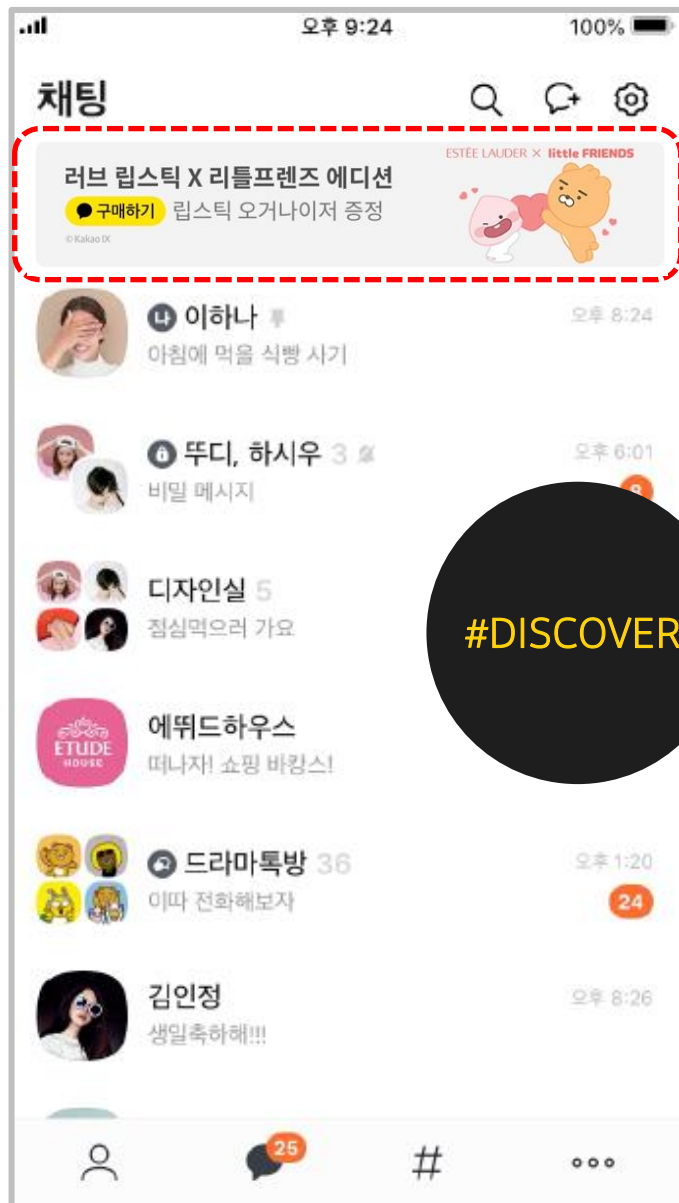 오후 9:24
100%
채팅
ESTĒE LAUDER × little FRIENDS
러브 립스틱 X 리틀프렌즈 에디션
구매하기 립스틱 오거나이저 증정
© Kakao IX
나 이하나 오후 8:24
아침에 먹을 식빵 사기
뚜디, 하시우 3 오후 6:01
비밀 메시지
디자인실 5
점심먹으러 가요
#DISCOVER
ETUDE
HOUSE
에뛰드하우스
떠나자! 쇼핑 바캉스!
드라마톡방 36 오후 1:20
이따 전화해보자 24
김인정 오후 8:26
생일축하해!!!
25
#